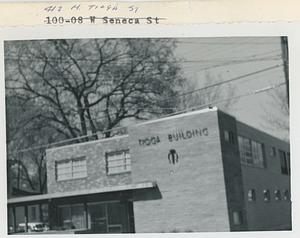 412 N. TIOGA ST
100-08 W Seneca St
TIOGA BUILDING